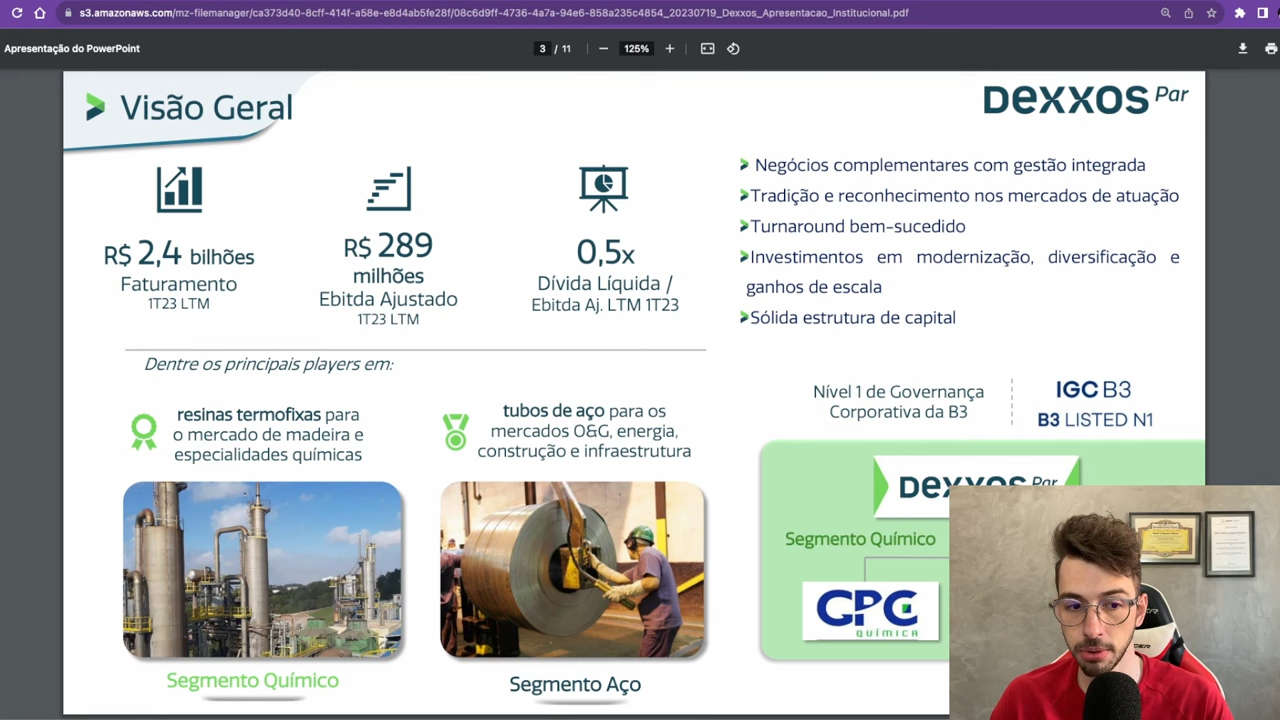 s3.amazonaws.com/mz-filemanager/ca373d40-8cff-414f-a58e-e8d4ab5fe28f/08c6d9ff-4736-4a7a-94e6-858a235c4854_20230719_Dexxos_Apresentacao_Institucional.pdf
Apresentação do PowerPoint
3 / 11
125%
Visão Geral
Dexxos Par
R$ 2,4 bilhões
Faturamento
1T23 LTM
R$ 289
milhões
Ebitda Ajustado
1T23 LTM
0,5x
Dívida Líquida /
Ebitda Aj. LTM 1T23
Negócios complementares com gestão integrada
Tradição e reconhecimento nos mercados de atuação
Turnaround bem-sucedido
Investimentos em modernização, diversificação e
ganhos de escala
Sólida estrutura de capital
Dentre os principais players em:
resinas termofixas para
o mercado de madeira e
especialidades químicas
tubos de aço para os
mercados O&G, energia,
construção e infraestrutura
Nível 1 de Governança
Corporativa da B3
IGC B3
B3 LISTED N1
Dexxos Par
Segmento Químico
GPC
QUÍMICA
Segmento Químico
Segmento Aço